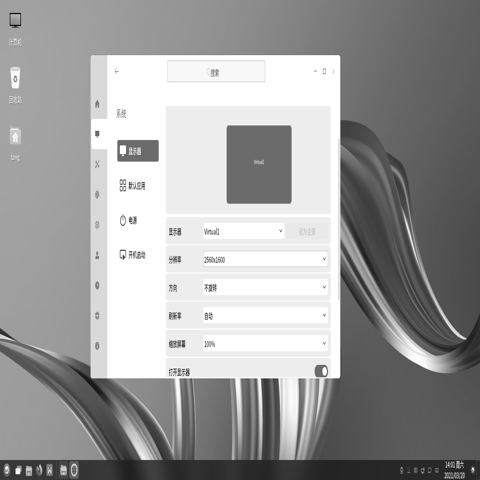 计算机
回收站
搜索
系统
显示器
默认应用
电源
开机启动
Virtual1
显示器 Virtual1 设为主屏
分辨率 2560x1600
方向 不旋转
刷新率 自动
缩放屏幕 100%
打开显示器
14:01 周六
2021/03/20